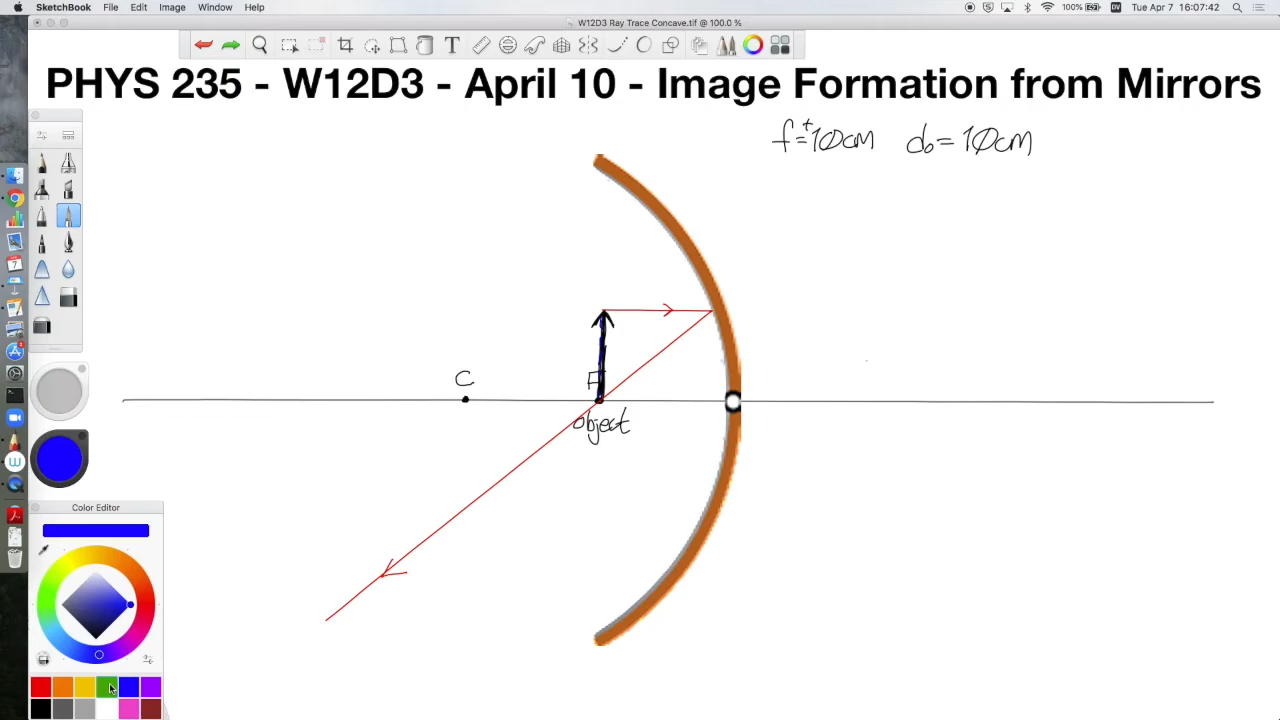 SketchBook File Edit Image Window Help 100% Tue Apr 7 16:07:42
W12D3 Ray Trace Concave.tif @ 100.0 %
PHYS 235 - W12D3 - April 10 - Image Formation from Mirrors
f=+10cm do=10cm
C
F
object
Color Editor